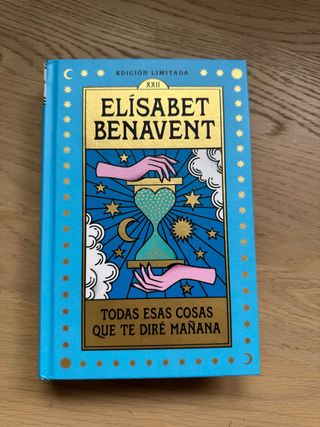 EDICIÓN LIMITADA
XXII
ELÍSABET
BENAVENT
TODAS ESAS COSAS
QUE TE DIRÉ MAÑANA